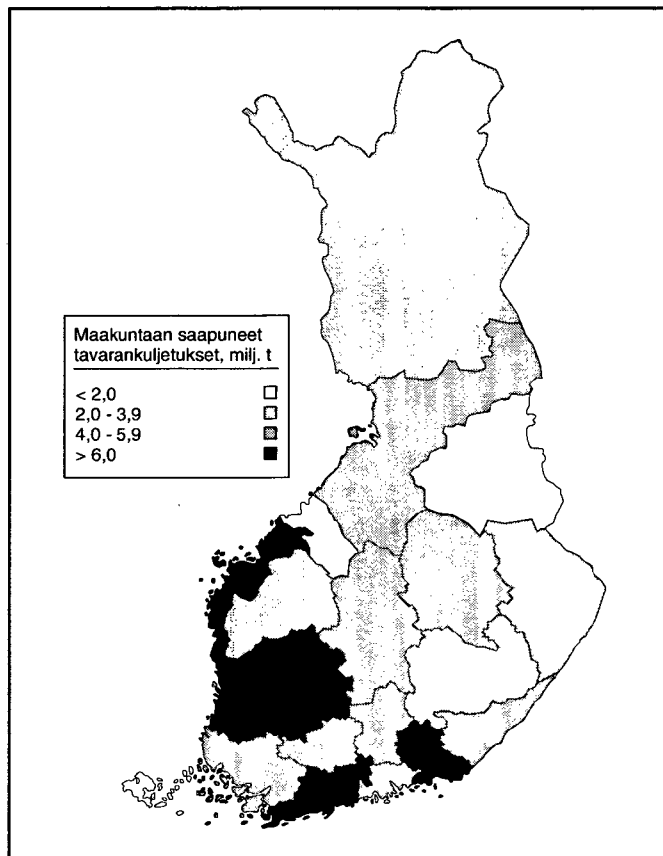 Maakuntaan saapuneet
tavarankuljetukset, milj. t
< 2,0
2,0 - 3,9
4,0 - 5,9
> 6,0